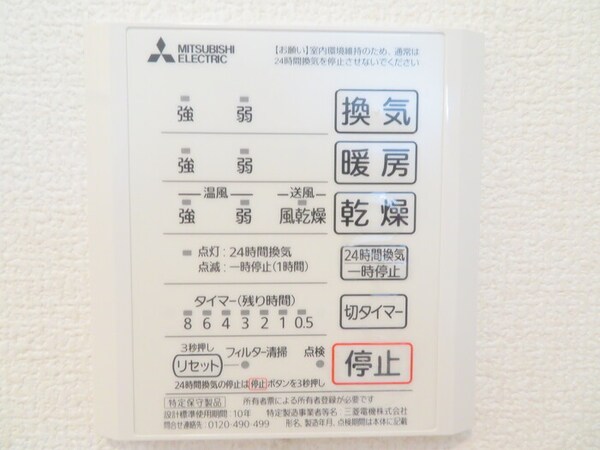 MITSUBISHI
ELECTRIC
【お願い】室内環境維持のため、通常は
24時間換気を停止させないでください
強 弱 換気
強 弱 暖房
温風 送風
強 弱 風乾燥 乾燥
点灯:24時間換気
点滅:一時停止(1時間)
24時間換気
一時停止
タイマー(残り時間)
8 6 4 3 2 1 0.5
切タイマー
3秒押し
リセット フィルター清掃 点検
停止
24時間換気の停止は停止ボタンを3秒押し
特定保守製品 所有者票による所有者登録が必要です
設計標準使用期間 10年 特定製造事業者等名:三菱電機株式会社
問合せ連絡先:0120-490-499 形名、製造年月、点検期間は本体に記載